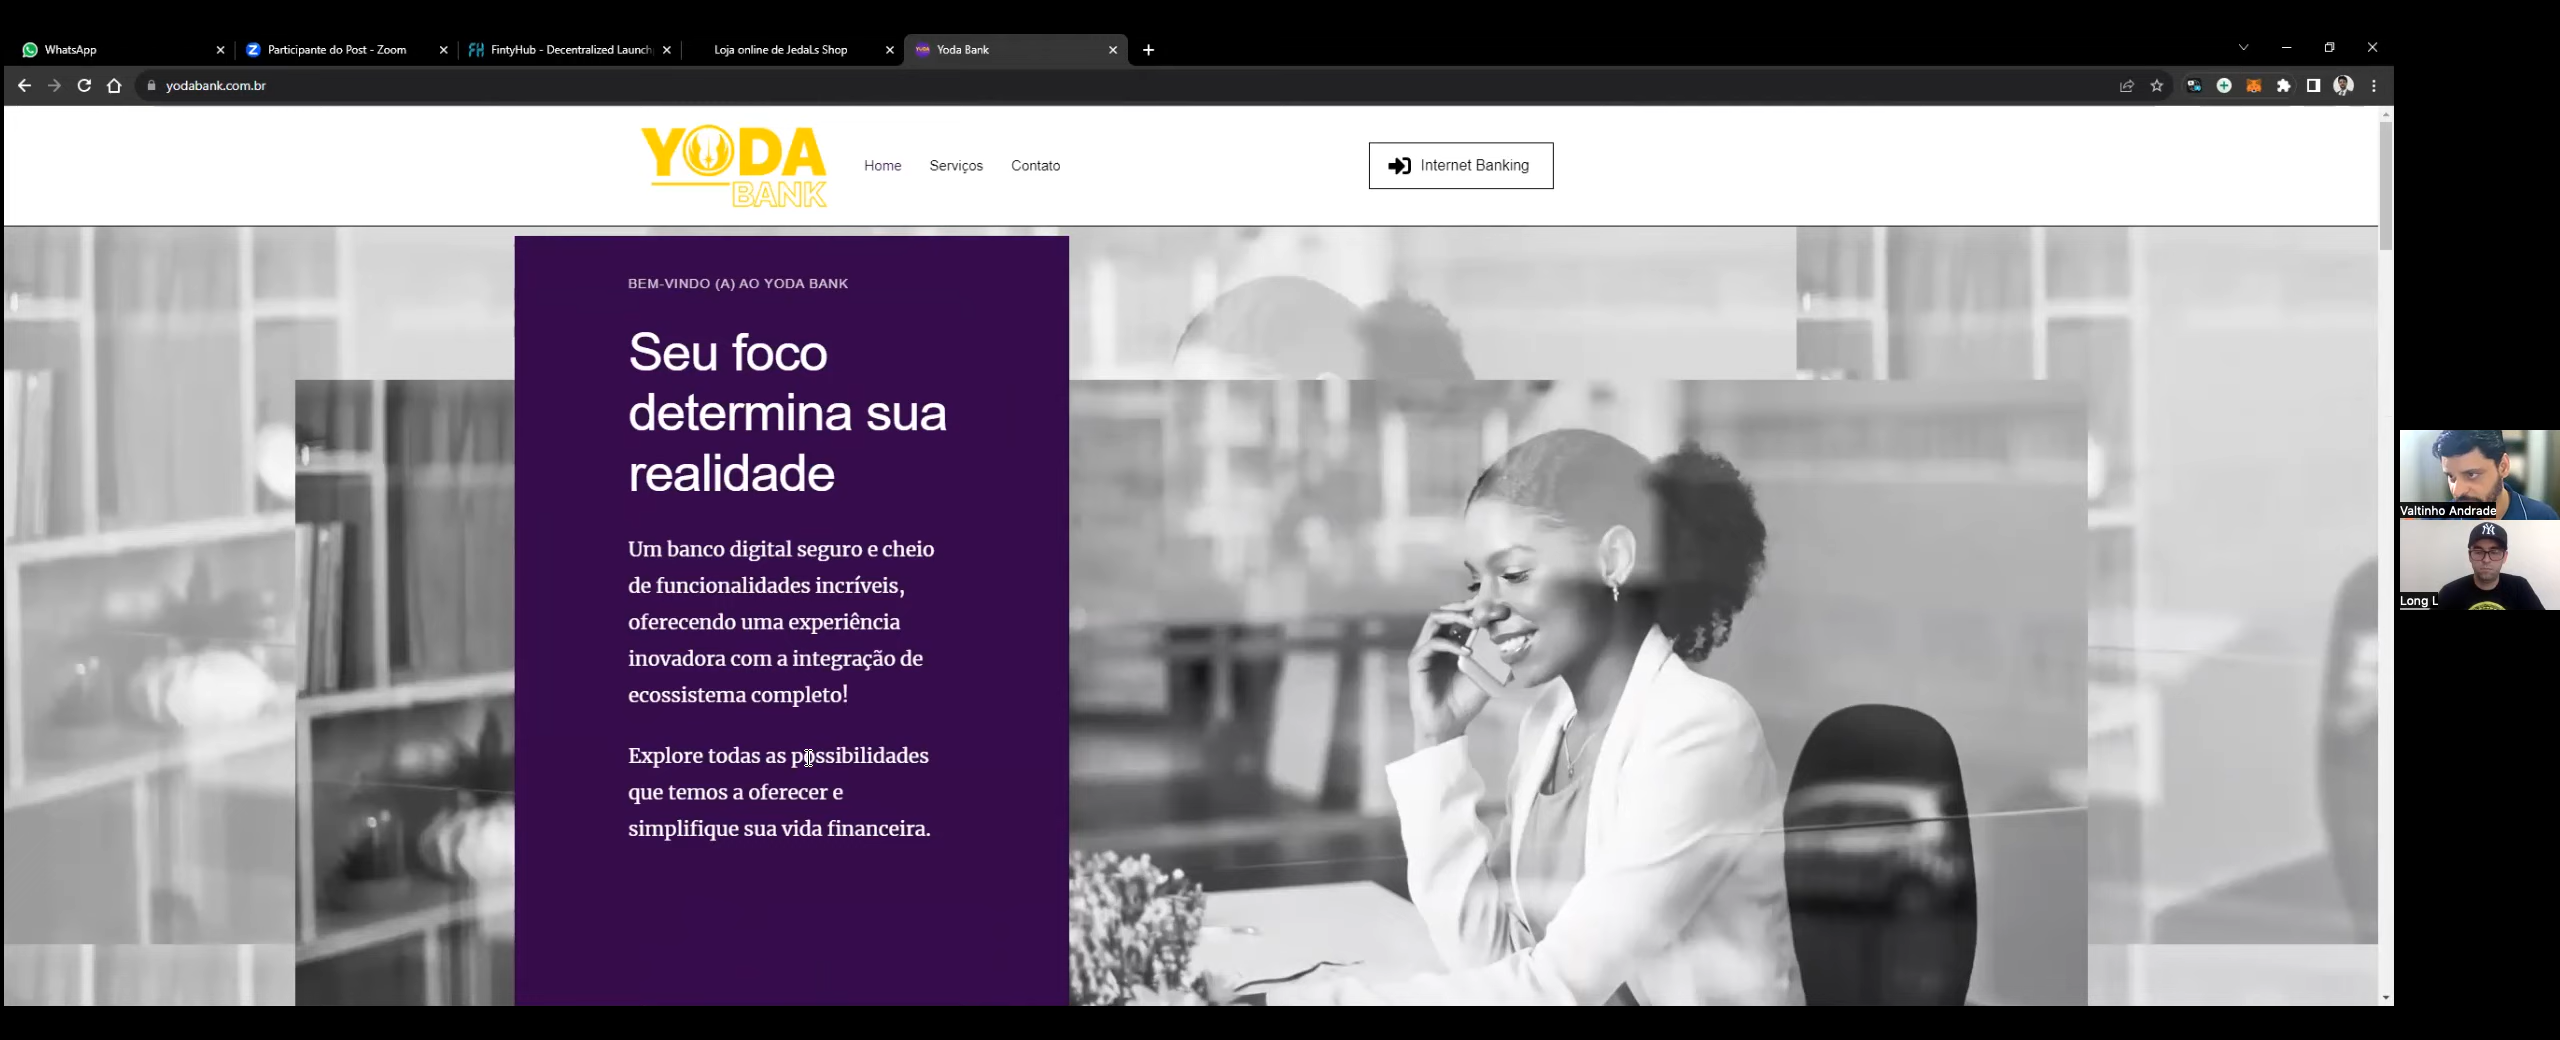 WhatsApp
Participante do Post - Zoom
FintyHub - Decentralized Launch
Loja online de JedaLs Shop
Yoda Bank
yodabank.com.br
YODA
BANK
Home
Serviços
Contato
Internet Banking
BEM-VINDO (A) AO YODA BANK
Seu foco
determina sua
realidade
Um banco digital seguro e cheio
de funcionalidades incríveis,
oferecendo uma experiência
inovadora com a integração de
ecossistema completo!
Explore todas as possibilidades
que temos a oferecer e
simplifique sua vida financeira.
Valtinho Andrade
Long L